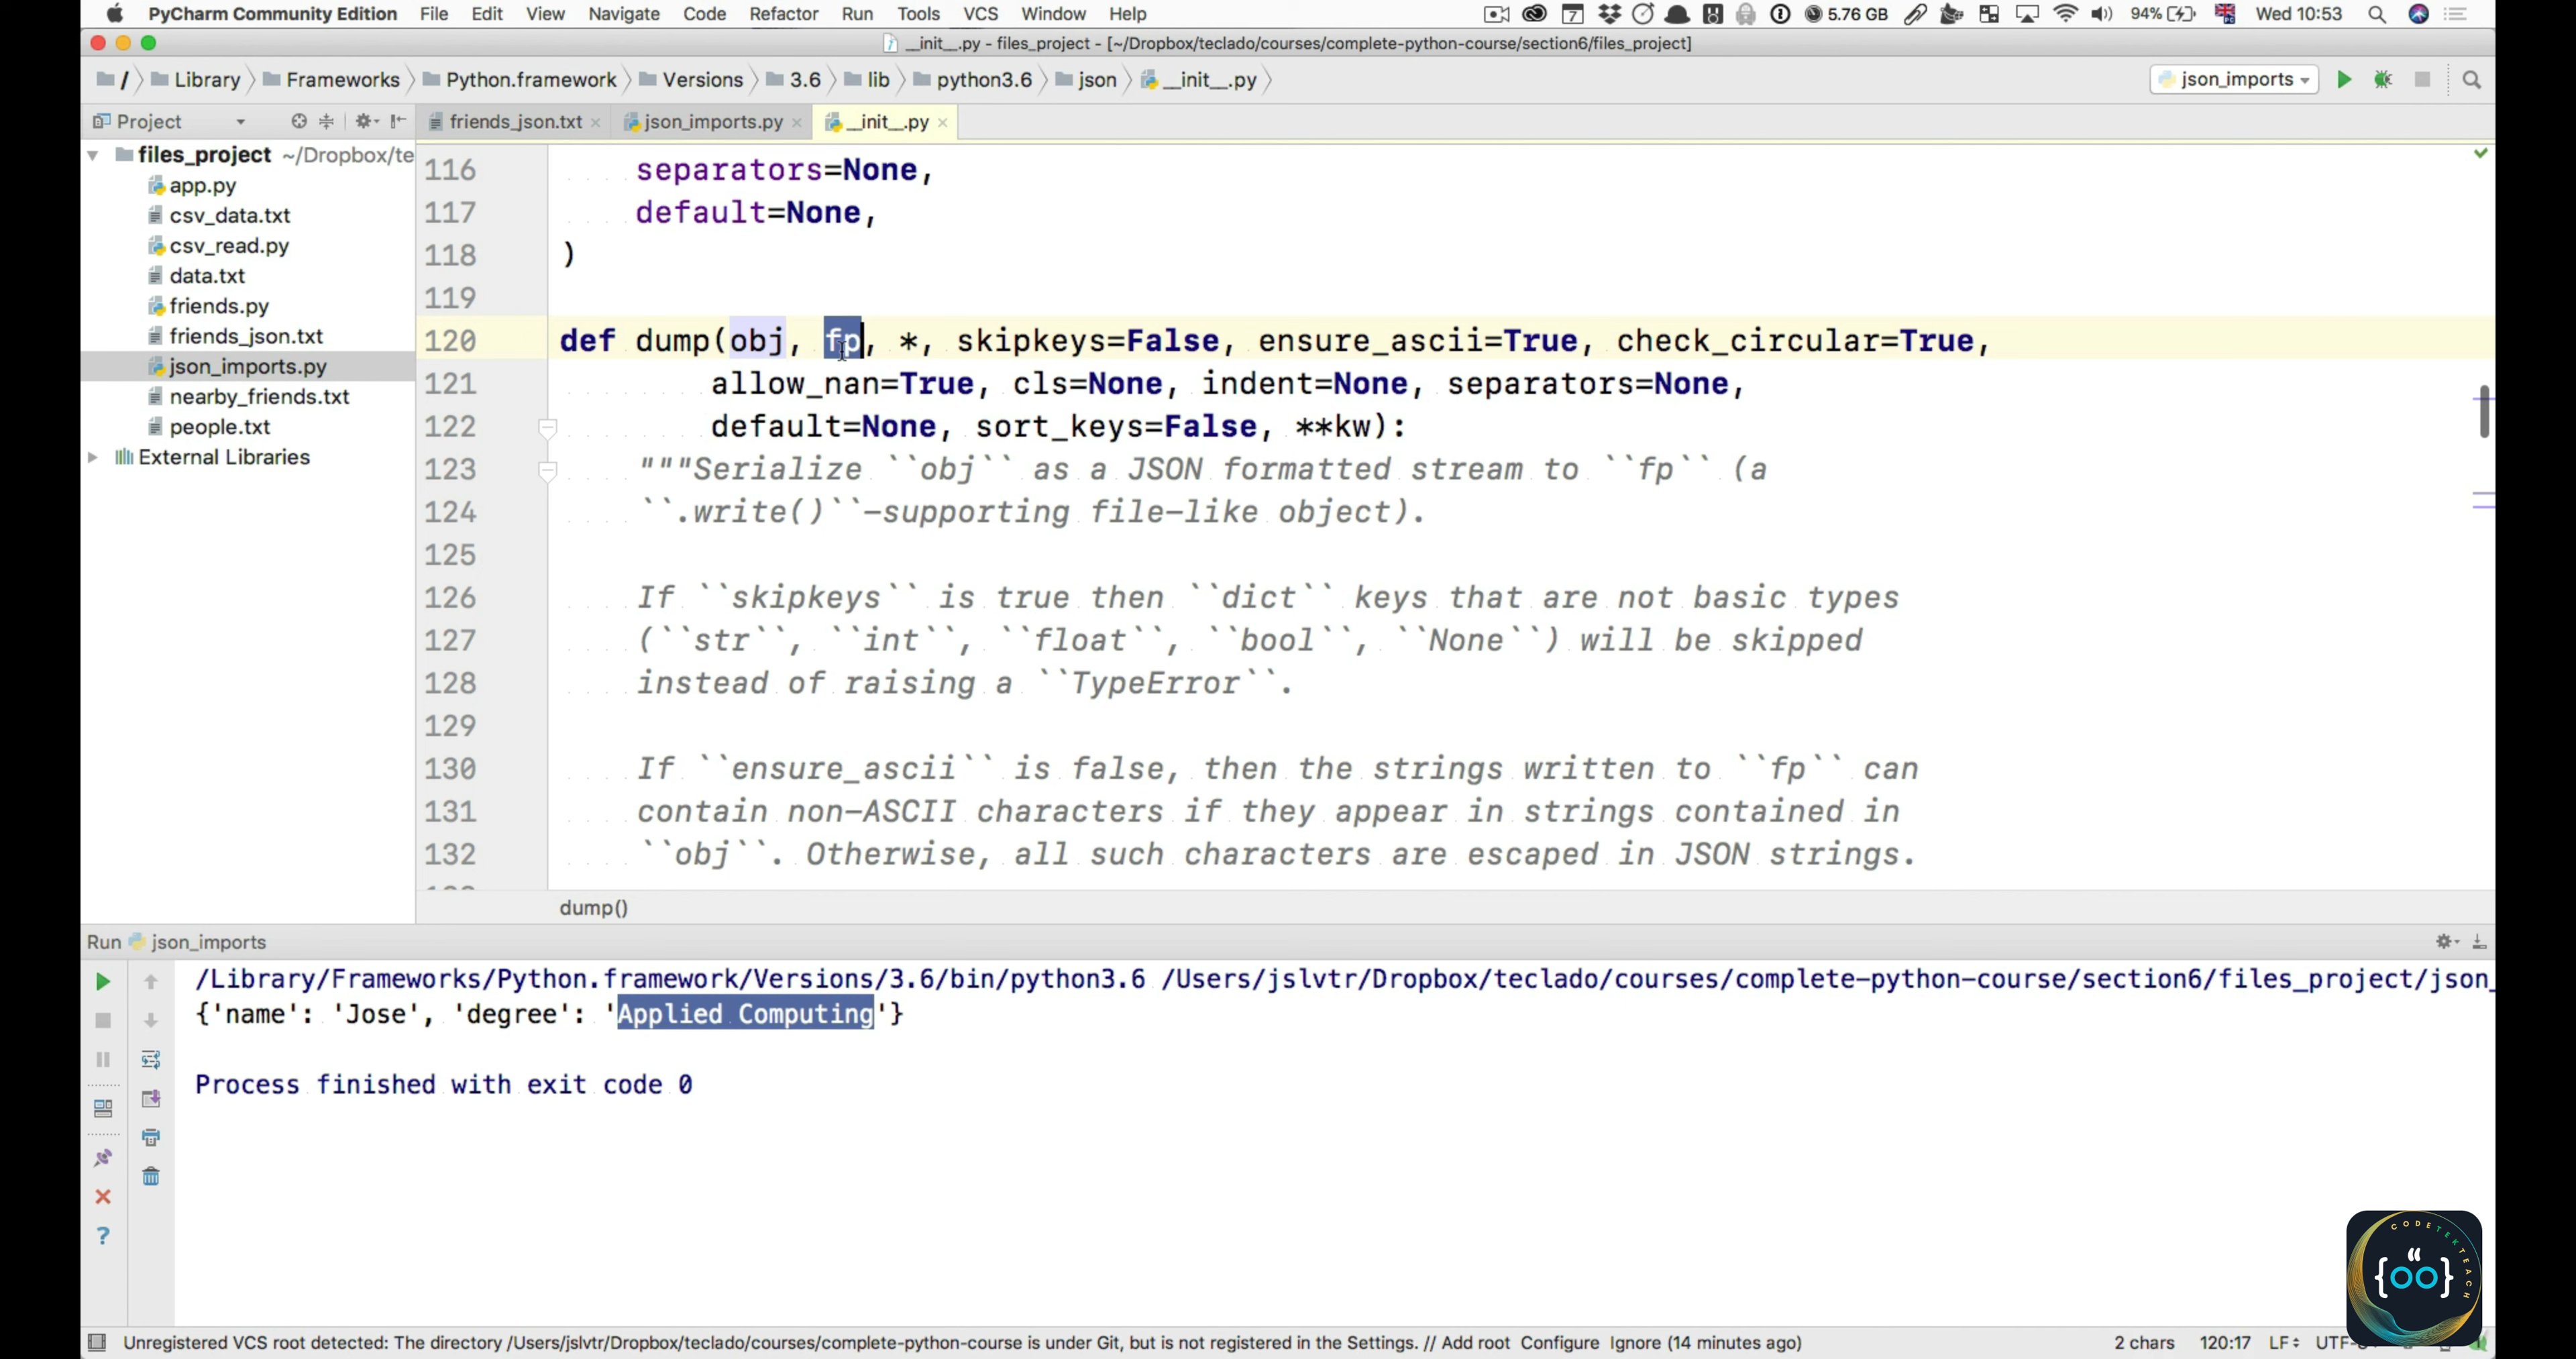 PyCharm Community Edition File Edit View Navigate Code Refactor Run Tools VCS Window Help 7 5.76 GB 94% Wed 10:53
__init__.py - files_project - [~/Dropbox/teclado/courses/complete-python-course/section6/files_project]
/ Library Frameworks Python.framework Versions 3.6 lib python3.6 json __init__.py json_imports
Project friends_json.txt json_imports.py __init__.py
files_project ~/Dropbox/te
app.py
csv_data.txt
csv_read.py
data.txt
friends.py
friends_json.txt
json_imports.py
nearby_friends.txt
people.txt
External Libraries
116 separators=None,
117 default=None,
118 )
119
120 def dump(obj, fp, *, skipkeys=False, ensure_ascii=True, check_circular=True,
121 allow_nan=True, cls=None, indent=None, separators=None,
122 default=None, sort_keys=False, **kw):
123 """Serialize ``obj`` as a JSON formatted stream to ``fp`` (a
124 ``.write()``-supporting file-like object).
125
126 If ``skipkeys`` is true then ``dict`` keys that are not basic types
127 (``str``, ``int``, ``float``, ``bool``, ``None``) will be skipped
128 instead of raising a ``TypeError``.
129
130 If ``ensure_ascii`` is false, then the strings written to ``fp`` can
131 contain non-ASCII characters if they appear in strings contained in
132 ``obj``. Otherwise, all such characters are escaped in JSON strings.
dump()
Run json_imports
/Library/Frameworks/Python.framework/Versions/3.6/bin/python3.6 /Users/jslvtr/Dropbox/teclado/courses/complete-python-course/section6/files_project/json_
{'name': 'Jose', 'degree': 'Applied Computing'}
Process finished with exit code 0
CODETEKTEACH
Unregistered VCS root detected: The directory /Users/jslvtr/Dropbox/teclado/courses/complete-python-course is under Git, but is not registered in the Settings. // Add root Configure Ignore (14 minutes ago) 2 chars 120:17 LF UTF-